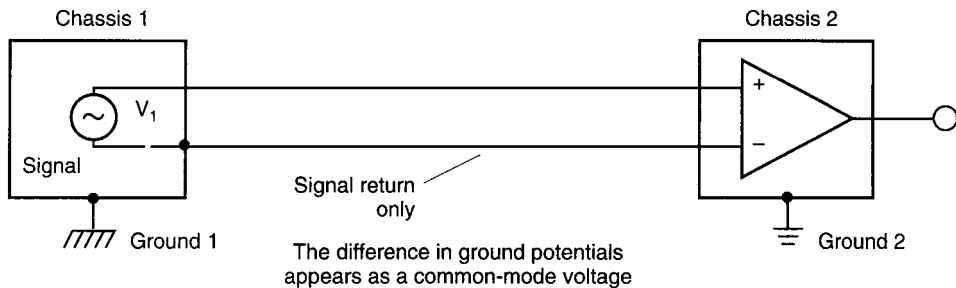 Chassis 1
Chassis 2
V1
+
Signal
−
Signal return
only
Ground 1
Ground 2
The difference in ground potentials
appears as a common-mode voltage